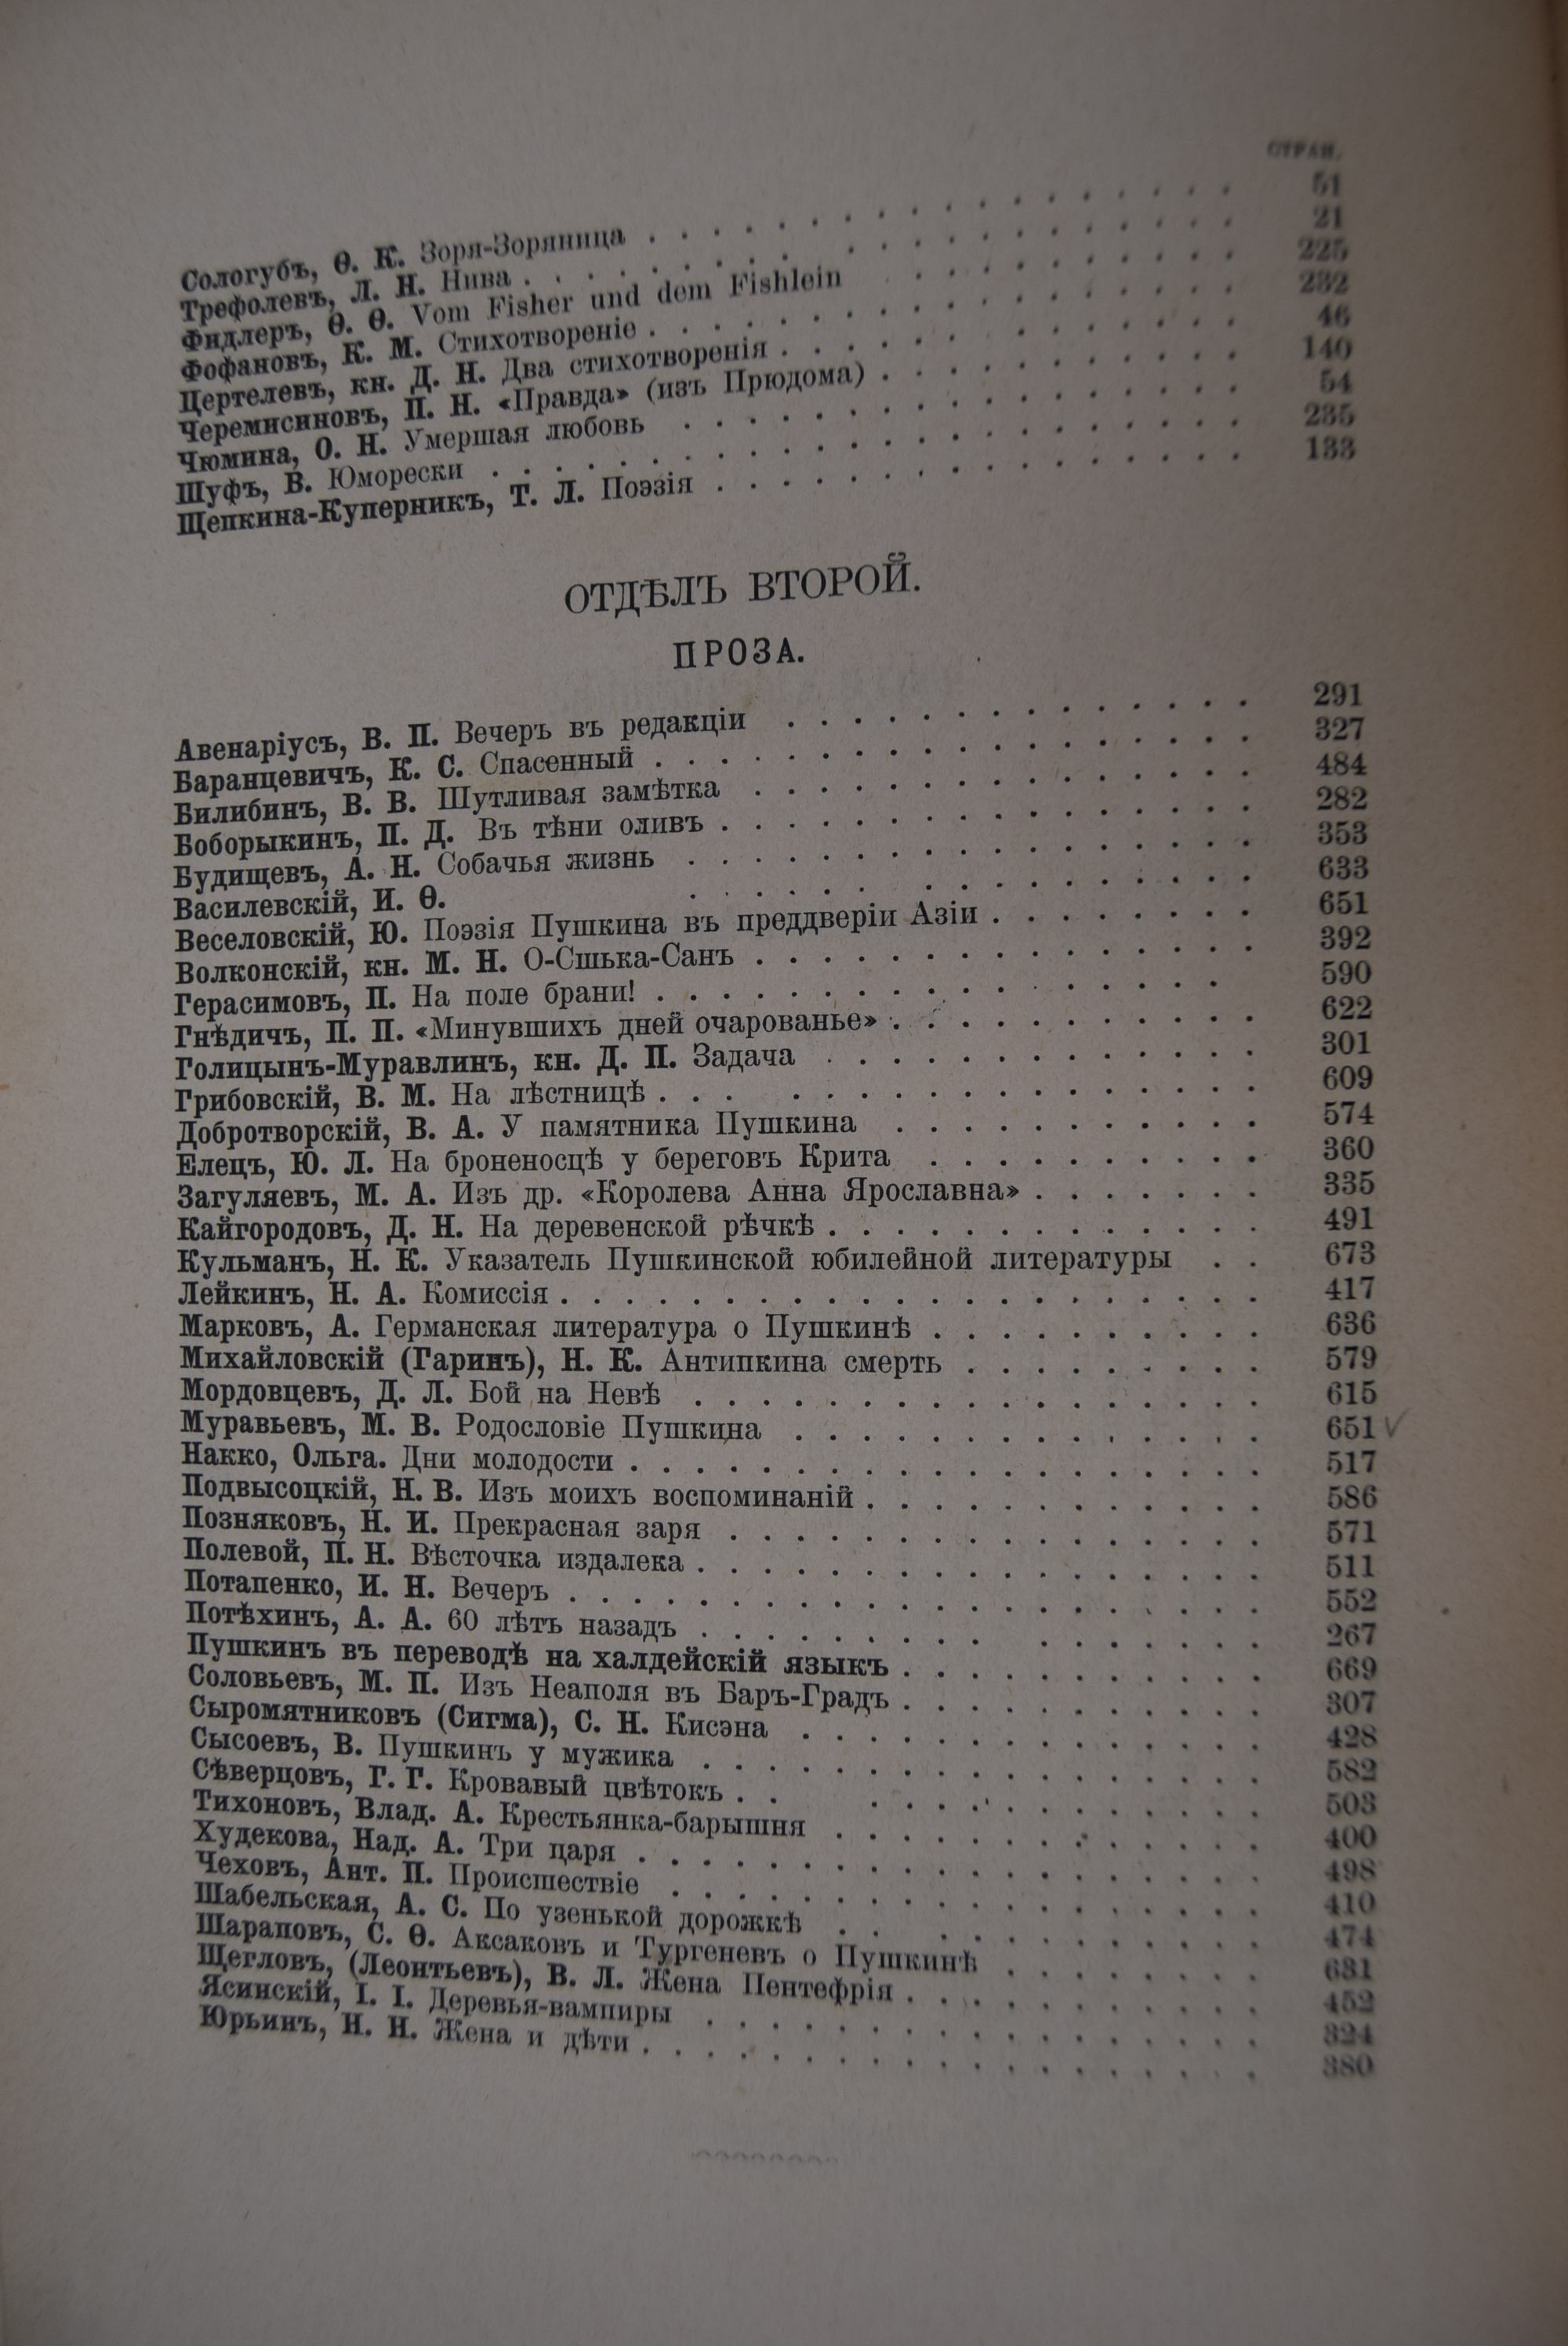 СТРАН.
Сологубъ, Ѳ. К. Зоря-Зоряница . . . . . . . . . . . . . . . . . . 51
Трефолевъ, Л. Н. Нива . . . . . . . . . . . . . . . . . . . . 21
Фидлеръ, Ѳ. Ѳ. Vom Fisher und dem Fishlein . . . . . . . . . . . 225
Фофановъ, К. М. Стихотвореніе . . . . . . . . . . . . . . . . . 232
Цертелевъ, кн. Д. Н. Два стихотворенія . . . . . . . . . . . . . 46
Черемисиновъ, П. Н. «Правда» (изъ Прюдома) . . . . . . . . . . . 140
Чюмина, О. Н. Умершая любовь . . . . . . . . . . . . . . . . . 54
Шуфъ, В. Юморески . . . . . . . . . . . . . . . . . . . . . . 235
Щепкина-Куперникъ, Т. Л. Поэзія . . . . . . . . . . . . . . . . 133
ОТДѢЛЪ ВТОРОЙ.
ПРОЗА.
Авенаріусъ, В. П. Вечеръ въ редакціи . . . . . . . . . . . . . . 291
Баранцевичъ, К. С. Спасенный . . . . . . . . . . . . . . . . . . 327
Билибинъ, В. В. Шутливая замѣтка . . . . . . . . . . . . . . . 484
Боборыкинъ, П. Д. Въ тѣни оливъ . . . . . . . . . . . . . . . . 282
Будищевъ, А. Н. Собачья жизнь . . . . . . . . . . . . . . . . . 353
Василевскій, И. Ѳ. . . . . . . . . . . . . . . . . 633
Веселовскій, Ю. Поэзія Пушкина въ преддверіи Азіи . . . . . . . . 651
Волконскій, кн. М. Н. О-Сшька-Санъ . . . . . . . . . . . . . . . 392
Герасимовъ, П. На поле брани! . . . . . . . . . . . . . . . . . 590
Гнѣдичъ, П. П. «Минувшихъ дней очарованье» . . . . . . . . . . . 622
Голицынъ-Муравлинъ, кн. Д. П. Задача . . . . . . . . . . . . . 301
Грибовскій, В. М. На лѣстницѣ . . . . . . . . . . . . . . . . . 609
Добротворскій, В. А. У памятника Пушкина . . . . . . . . . . . 574
Елецъ, Ю. Л. На броненосцѣ у береговъ Крита . . . . . . . . . . 360
Загуляевъ, М. А. Изъ др. «Королева Анна Ярославна» . . . . . . . 335
Кайгородовъ, Д. Н. На деревенской рѣчкѣ . . . . . . . . . . . . . 491
Кульманъ, Н. К. Указатель Пушкинской юбилейной литературы . . 673
Лейкинъ, Н. А. Комиссія . . . . . . . . . . . . . . . . . . . . . 417
Марковъ, А. Германская литература о Пушкинѣ . . . . . . . . . . 636
Михайловскій (Гаринъ), Н. К. Антипкина смерть . . . . . . . . . 579
Мордовцевъ, Д. Л. Бой на Невѣ . . . . . . . . . . . . . . . . . 615
Муравьевъ, М. В. Родословіе Пушкина . . . . . . . . . . . . . . 651
Накко, Ольга. Дни молодости . . . . . . . . . . . . . . . . . . . 517
Подвысоцкій, Н. В. Изъ моихъ воспоминаній . . . . . . . . . . . . 586
Позняковъ, Н. И. Прекрасная заря . . . . . . . . . . . . . . . . 571
Полевой, П. Н. Вѣсточка издалека . . . . . . . . . . . . . . . . . 511
Потапенко, И. Н. Вечеръ . . . . . . . . . . . . . . . . . . . . . 552
Потѣхинъ, А. А. 60 лѣтъ назадъ . . . . . . . . . . . . . . . . 267
Пушкинъ въ переводѣ на халдейскій языкъ . . . . . . . . . . . 669
Соловьевъ, М. П. Изъ Неаполя въ Баръ-Градъ . . . . . . . . . . . 307
Сыромятниковъ (Сигма), С. Н. Кисэна . . . . . . . . . . . . . . 428
Сысоевъ, В. Пушкинъ у мужика . . . . . . . . . . . . . . . . . 582
Сѣверцовъ, Г. Г. Кровавый цвѣтокъ . . . . . . . . . . . . . . 503
Тихоновъ, Влад. А. Крестьянка-барышня . . . . . . . . . . . . . 400
Худекова, Над. А. Три царя . . . . . . . . . . . . . . . . . . . 498
Чеховъ, Ант. П. Происшествіе . . . . . . . . . . . . . . . . . . 410
Шабельская, А. С. По узенькой дорожкѣ . . . . . . . . . . . . 474
Шараповъ, С. Ѳ. Аксаковъ и Тургеневъ о Пушкинѣ . . . . . . . . 631
Щегловъ, (Леонтьевъ), В. Л. Жена Пентефрія . . . . . . . . . . . 452
Ясинскій, I. I. Деревья-вампиры . . . . . . . . . . . . . . . . . 324
Юрьинъ, Н. Н. Жена и дѣти . . . . . . . . . . . . . . . . . . . 380